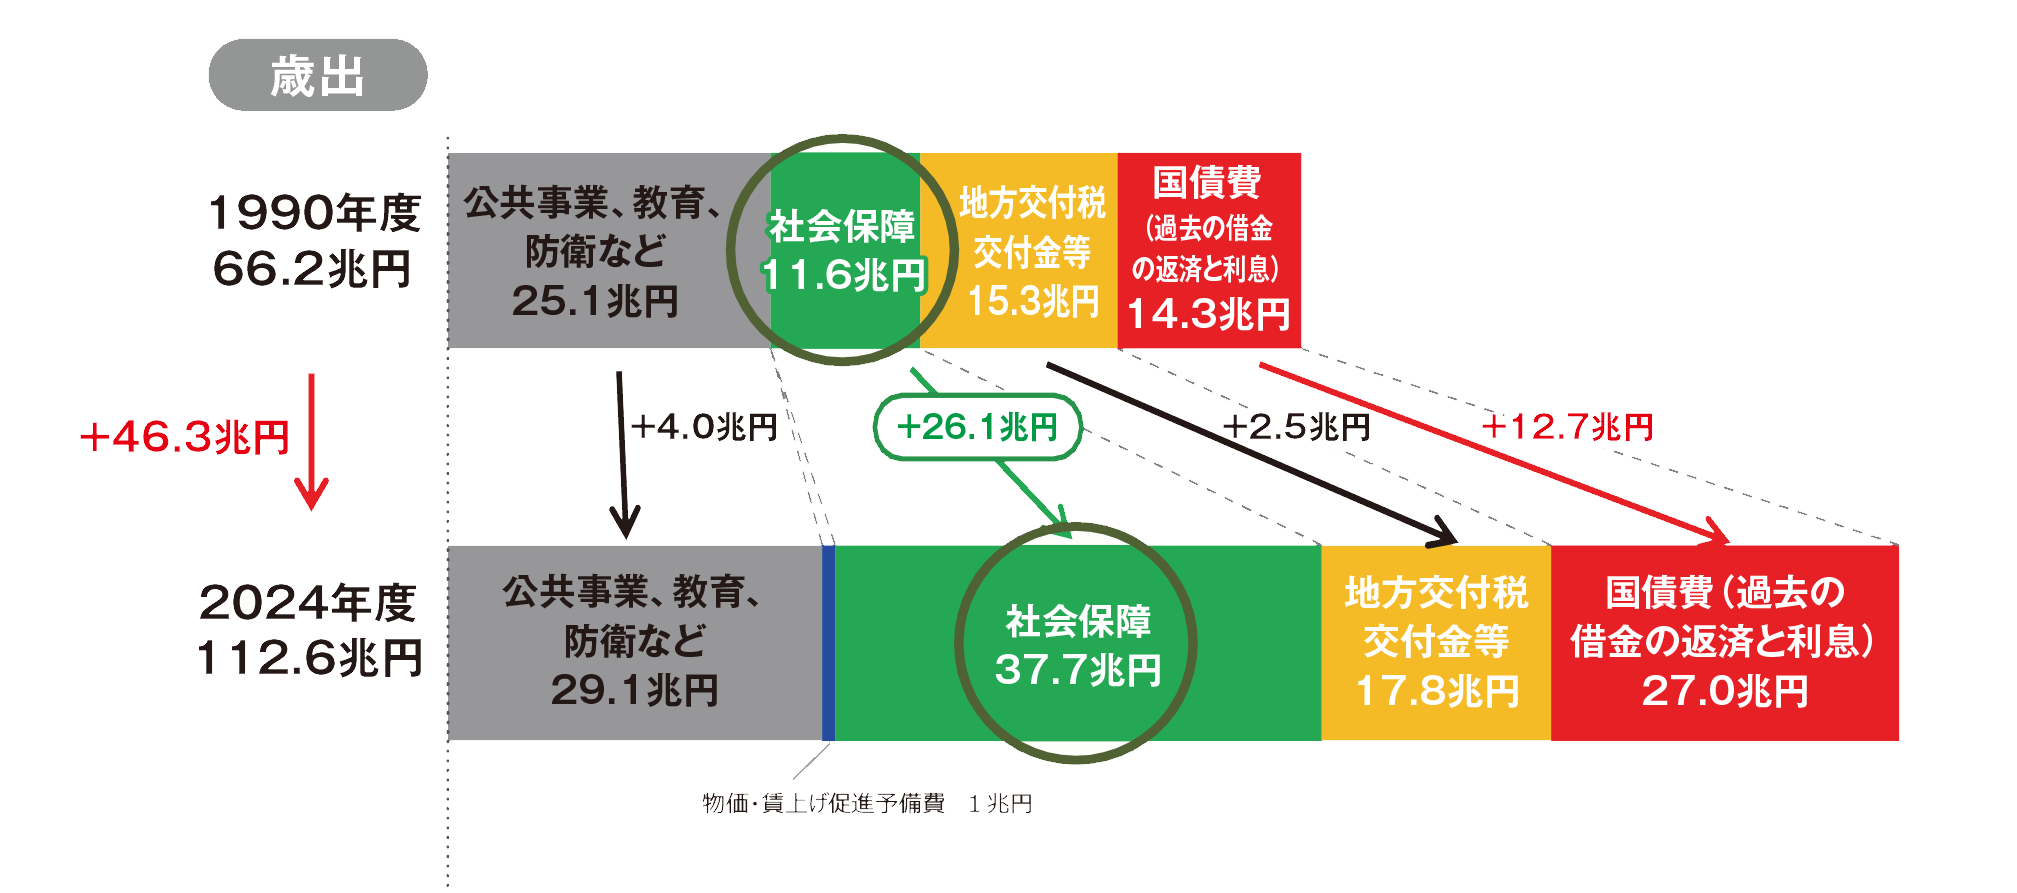 歳出
1990年度
66.2兆円
公共事業、教育、
防衛など
25.1兆円
社会保障
11.6兆円
地方交付税
交付金等
15.3兆円
国債費
(過去の借金
の返済と利息)
14.3兆円
+46.3兆円
+4.0兆円
+26.1兆円
+2.5兆円
+12.7兆円
2024年度
112.6兆円
公共事業、教育、
防衛など
29.1兆円
社会保障
37.7兆円
地方交付税
交付金等
17.8兆円
国債費(過去の
借金の返済と利息)
27.0兆円
物価・賃上げ促進予備費　1兆円